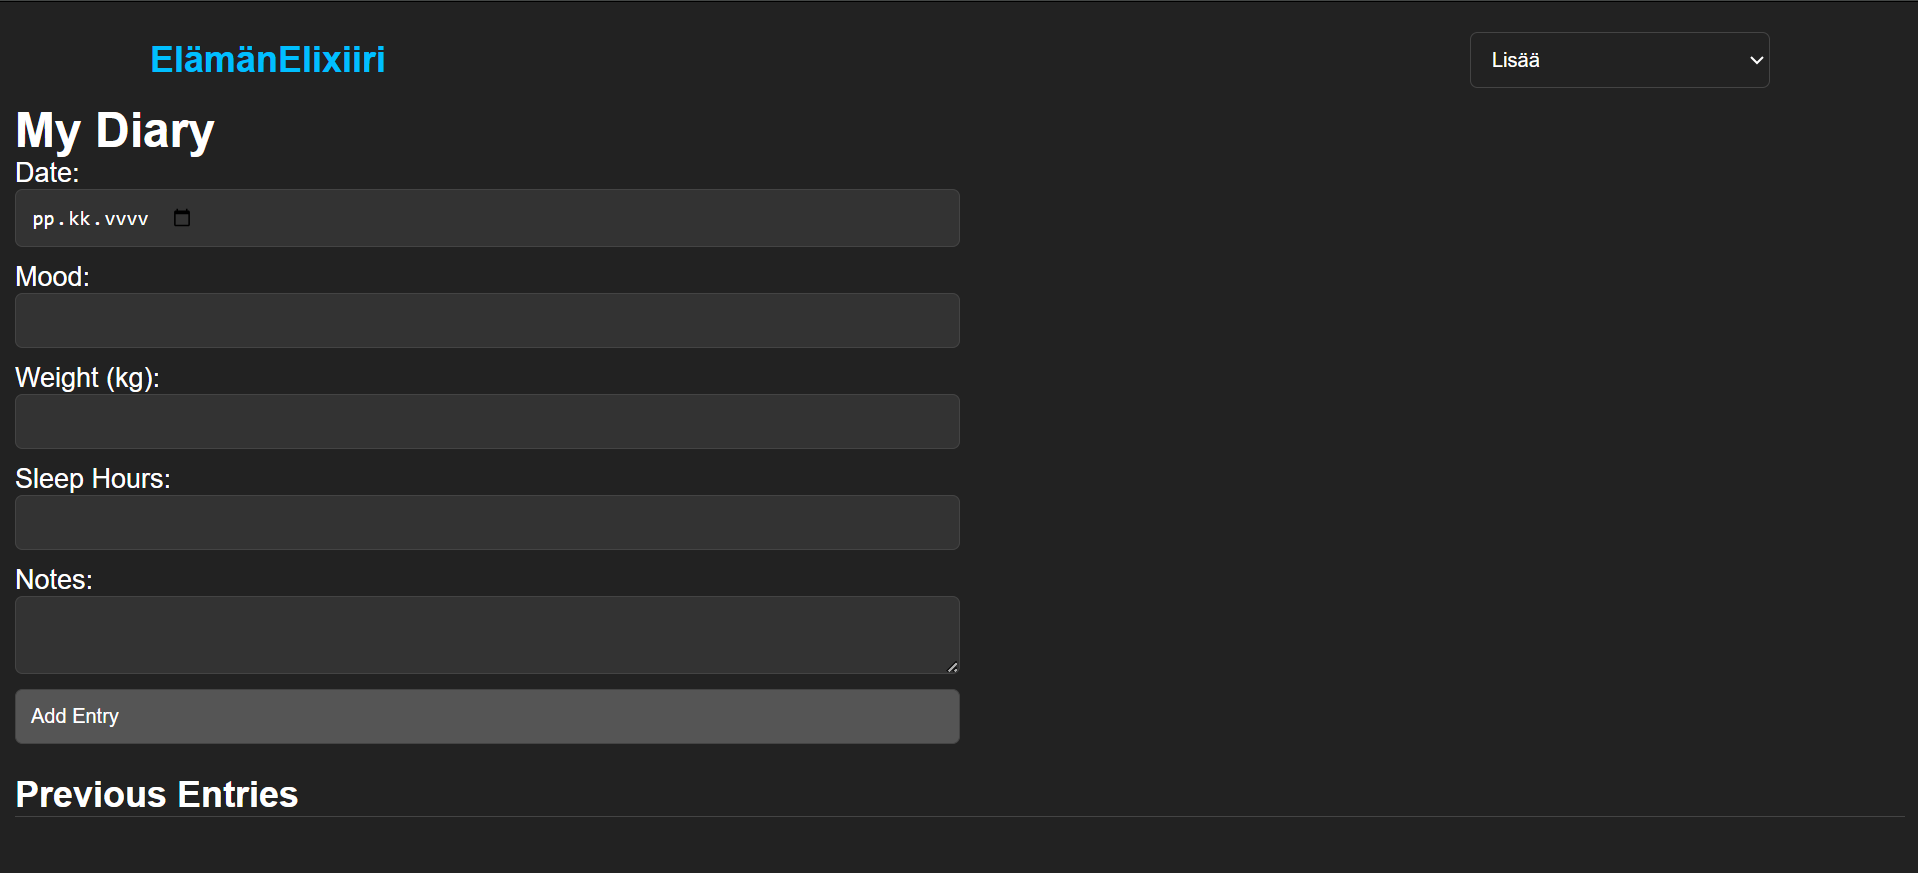 ElämänElixiiri
Lisää
My Diary
Date:
pp.kk.vvvv
Mood:
Weight (kg):
Sleep Hours:
Notes:
Add Entry
Previous Entries